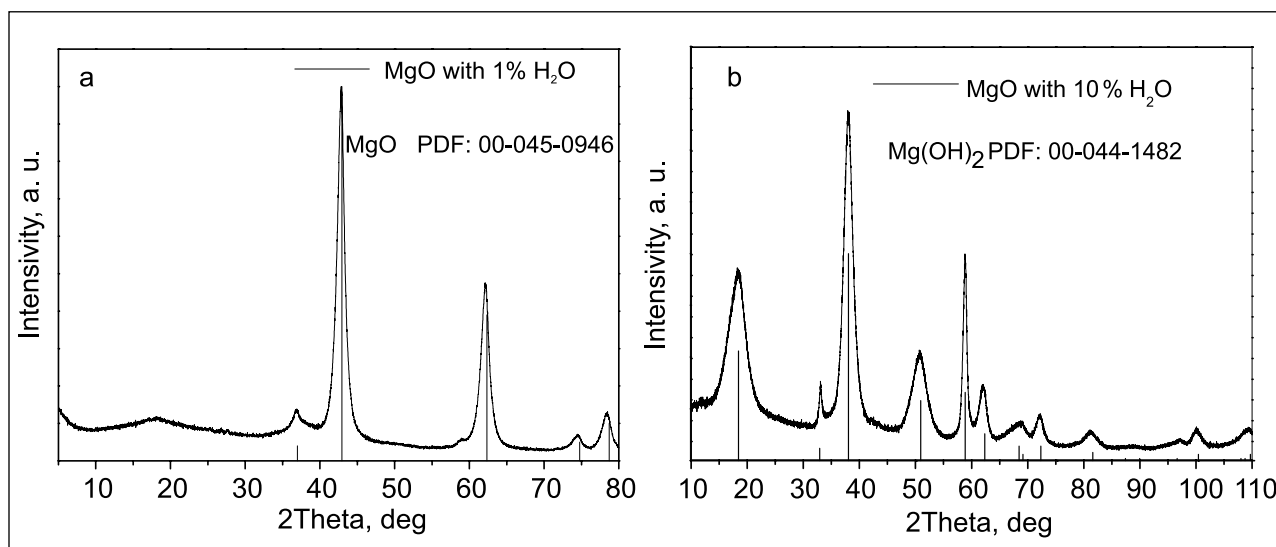 a
MgO with 1% H₂O
MgO PDF: 00-045-0946
Intensivity, a. u.
10 20 30 40 50 60 70 80
2Theta, deg
b
MgO with 10 % H₂O
Mg(OH)₂ PDF: 00-044-1482
Intensivity, a. u.
10 20 30 40 50 60 70 80 90 100 110
2Theta, deg